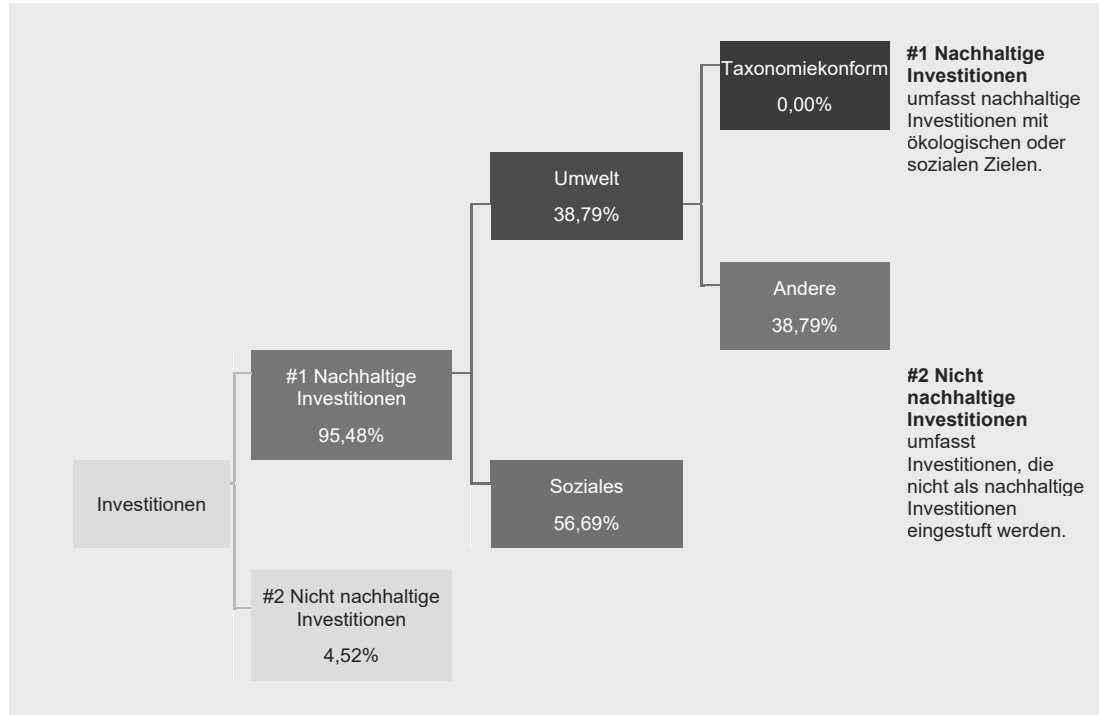 Taxonomiekonform
0,00%
#1 Nachhaltige
Investitionen
umfasst nachhaltige
Investitionen mit
ökologischen oder
sozialen Zielen.
Umwelt
38,79%
Andere
38,79%
#1 Nachhaltige
Investitionen
95,48%
#2 Nicht
nachhaltige
Investitionen
umfasst
Investitionen, die
nicht als nachhaltige
Investitionen
eingestuft werden.
Investitionen
Soziales
56,69%
#2 Nicht nachhaltige
Investitionen
4,52%